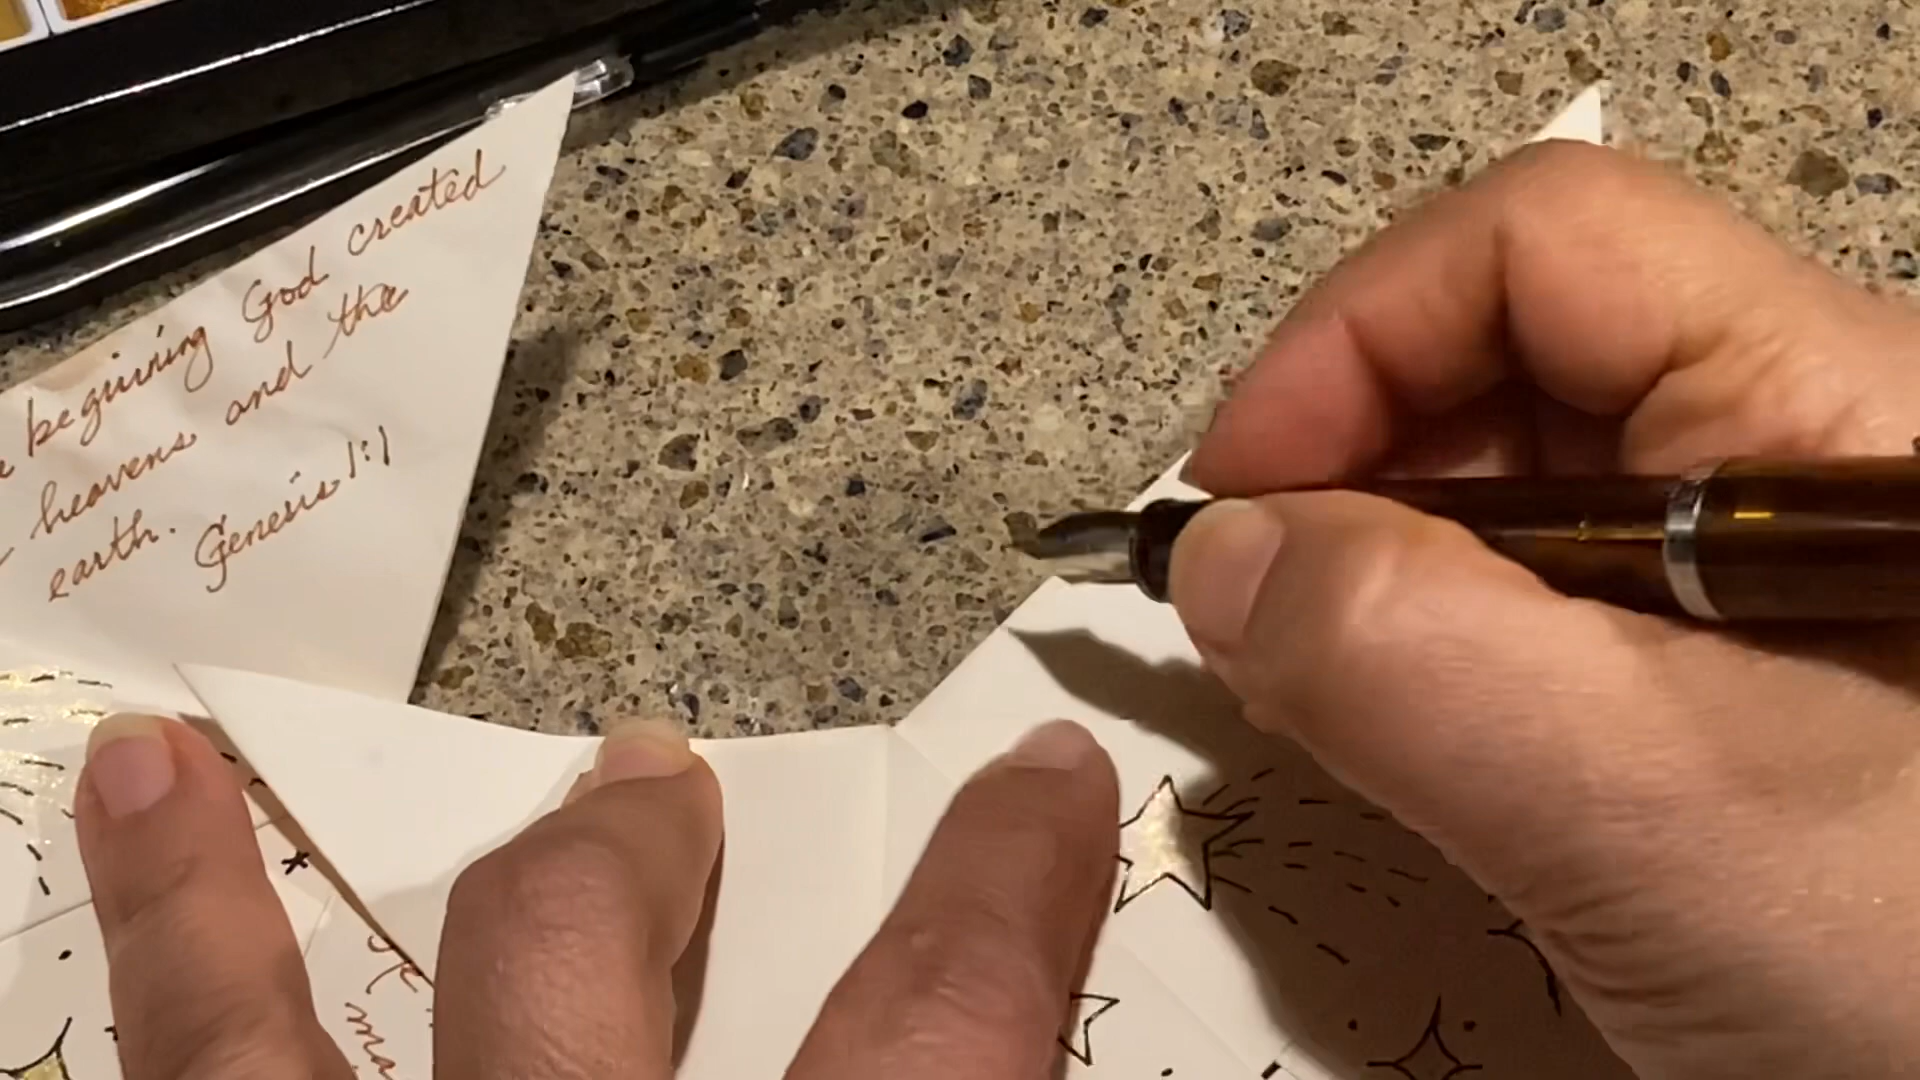 beginning God created
heavens and the
earth.
Genesis 1:1